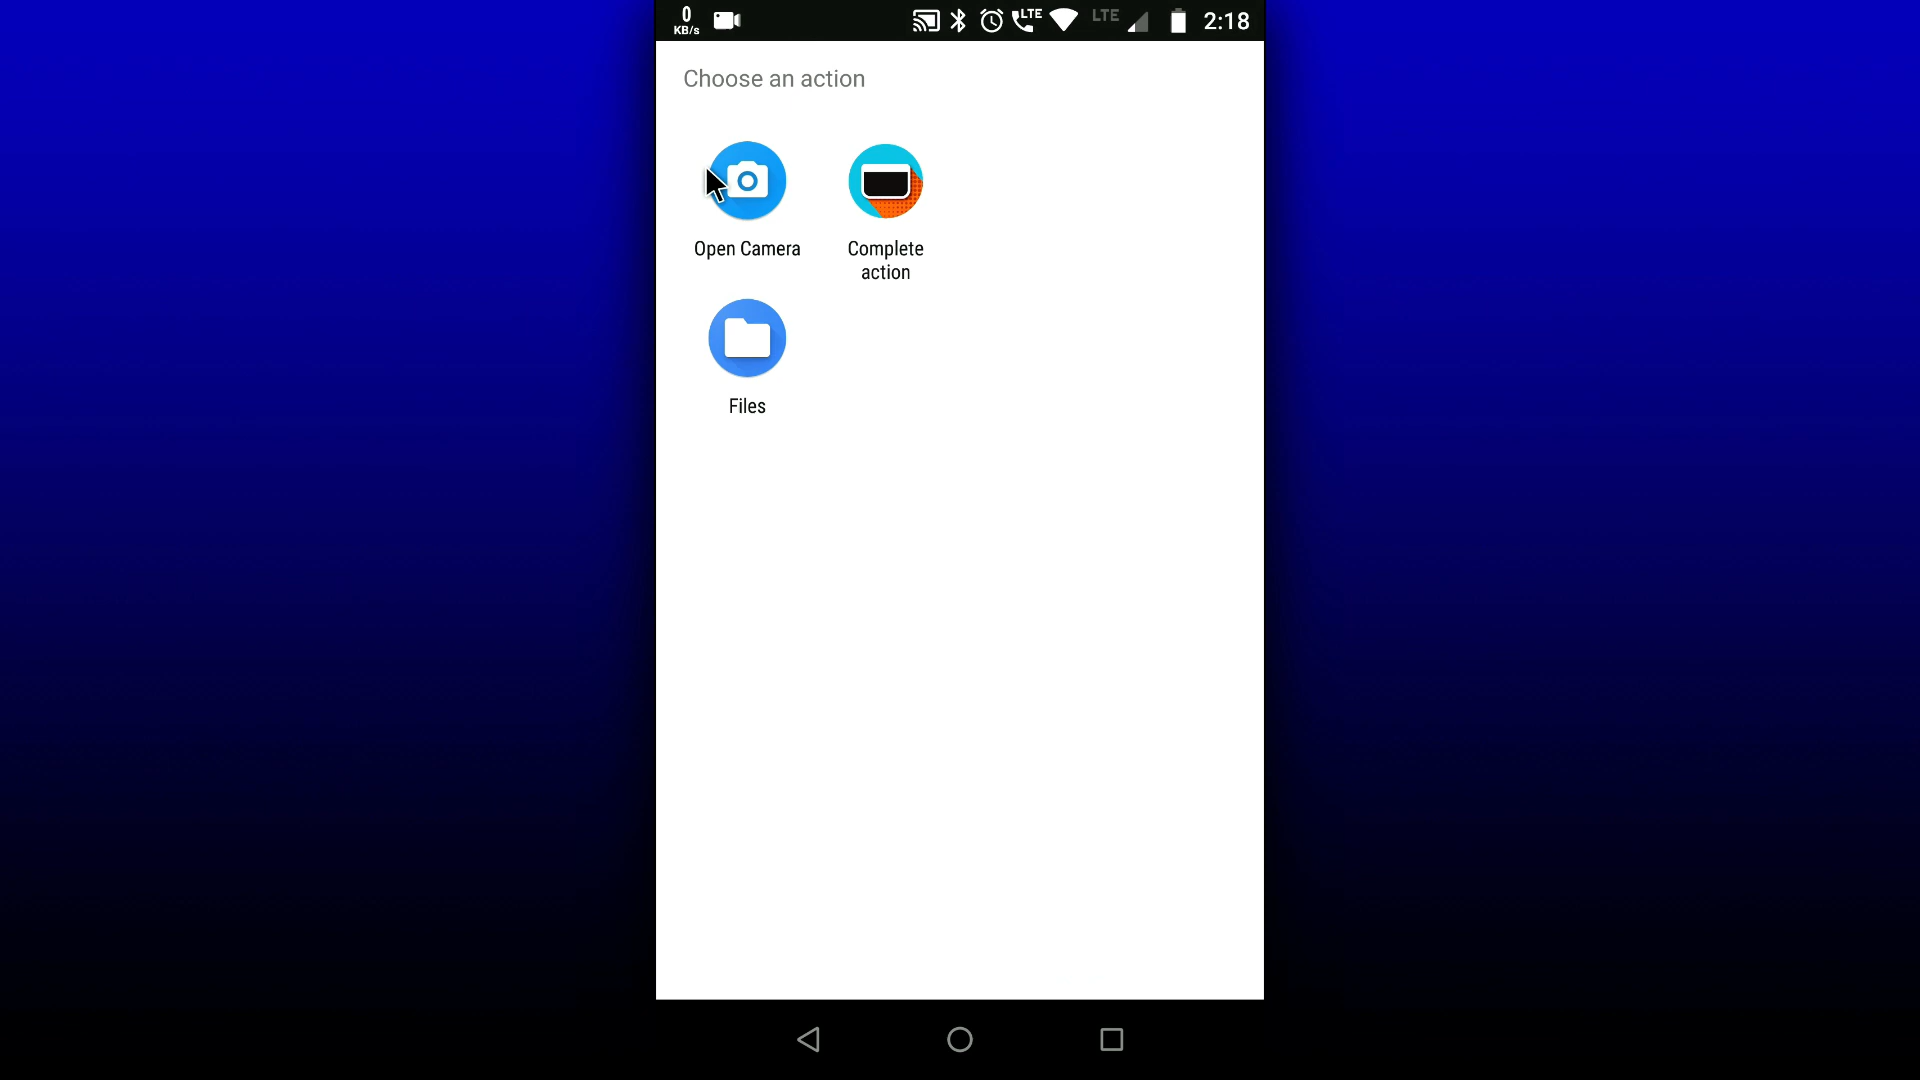 0
KB/s
LTE
LTE
2:18
Choose an action
Open Camera
Complete
action
Files